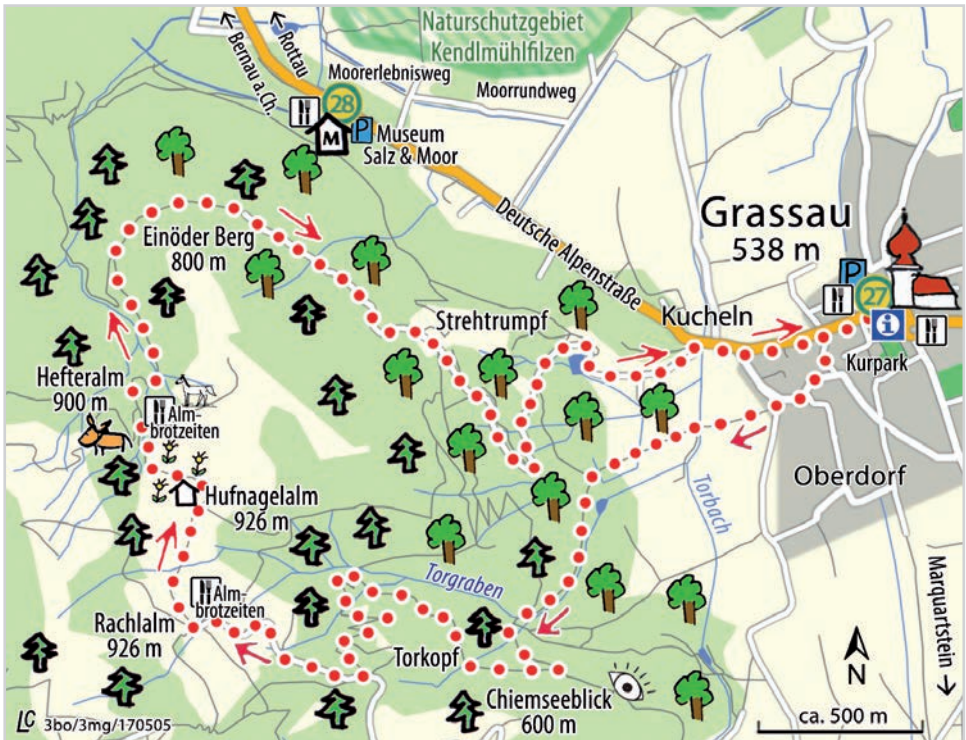 Naturschutzgebiet
Kendlmühlfilzen
Rottau
Bernau a.Ch.
Moorerlebnisweg
Moorrundweg
28
P
M
Museum
Salz & Moor
Deutsche Alpenstraße
Grassau
538 m
P
27
i
Kurpark
Einöder Berg
800 m
Strehtrumpf
Kucheln
Hefteralm
900 m
Alm-
brotzeiten
Oberdorf
Hufnagelalm
926 m
Torbach
Torgraben
Alm-
brotzeiten
Rachlalm
926 m
Torkopf
Chiemseeblick
600 m
Marquartstein
N
ca. 500 m
LC 3bo/3mg/170505